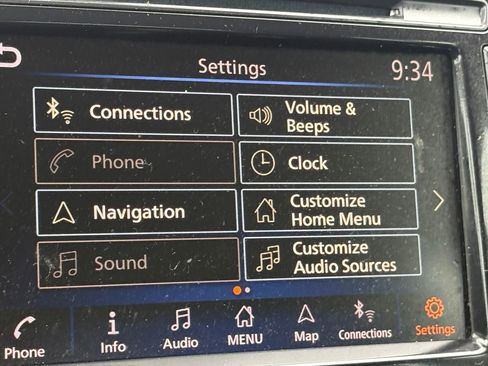 Settings
9:34
Connections
Volume &
Beeps
Phone
Clock
Navigation
Customize
Home Menu
Sound
Customize
Audio Sources
Phone
Info
Audio
MENU
Map
Connections
Settings